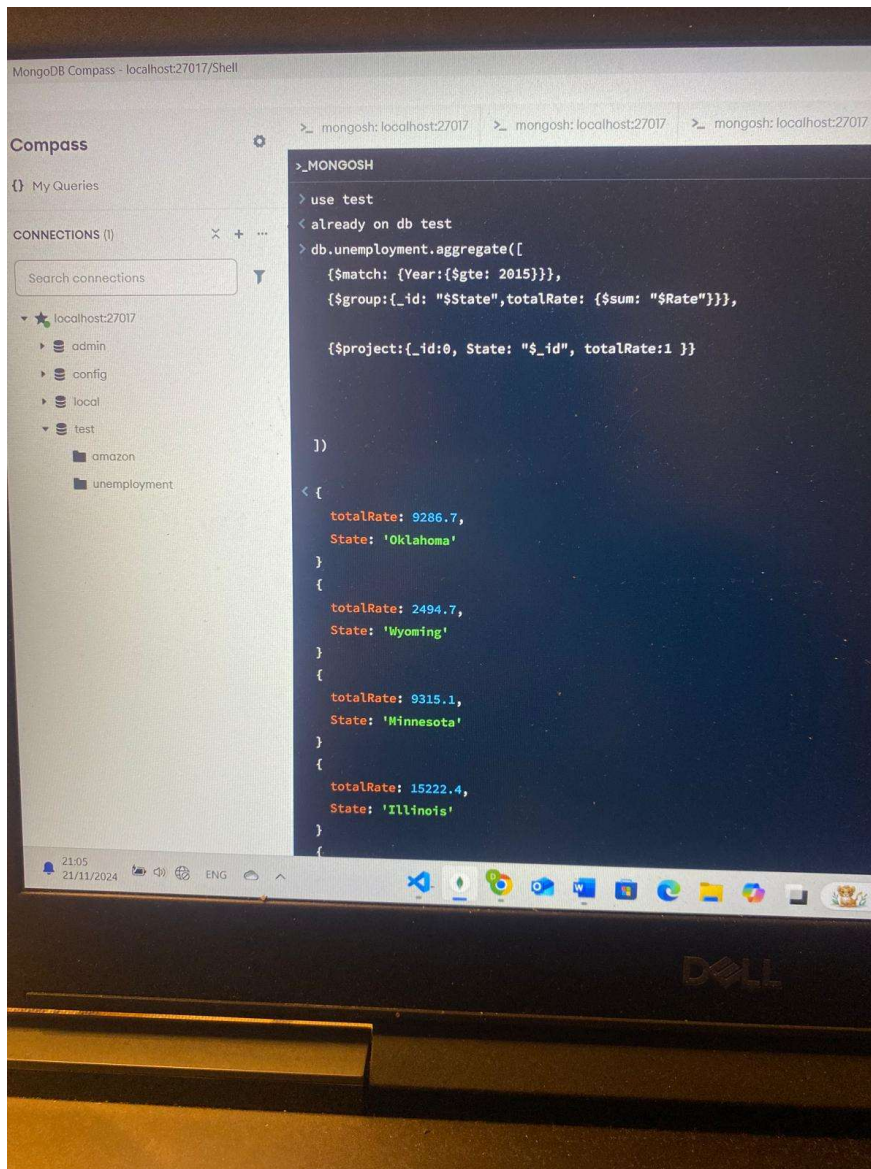 MongoDB Compass - localhost:27017/Shell
Compass
{} My Queries
CONNECTIONS (1)
Search connections
localhost:27017
admin
config
local
test
amazon
unemployment
>_ mongosh: localhost:27017
>_ mongosh: localhost:27017
>_ mongosh: localhost:27017
>_MONGOSH
> use test
< already on db test
> db.unemployment.aggregate([
{$match: {Year:{$gte: 2015}}},
{$group:{_id: "$State",totalRate: {$sum: "$Rate"}}},
{$project:{_id:0, State: "$_id", totalRate:1 }}
])
< {
totalRate: 9286.7,
State: 'Oklahoma'
}
{
totalRate: 2494.7,
State: 'Wyoming'
}
{
totalRate: 9315.1,
State: 'Minnesota'
}
{
totalRate: 15222.4,
State: 'Illinois'
}
{
21:05
21/11/2024
ENG
DELL